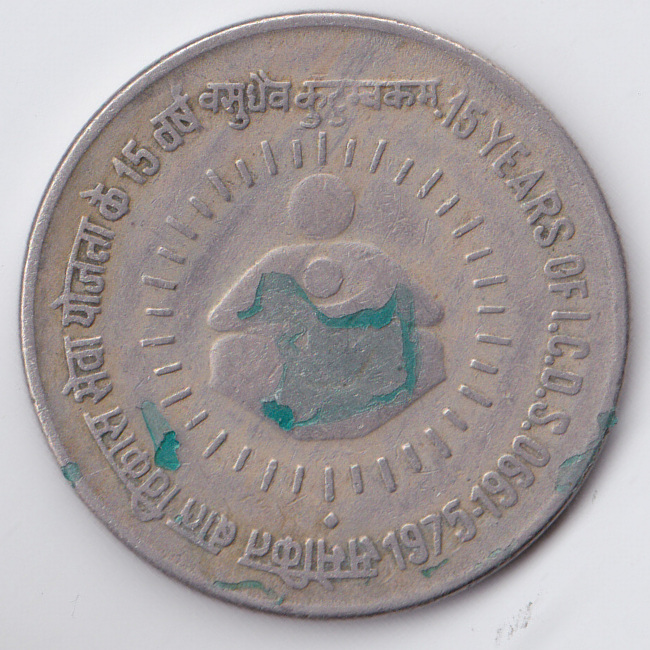 वसुधैव कुटुम्बकम्
15 YEARS OF I.C.D.S. 1975-1990
समेकित बाल विकास सेवा योजना के 15 वर्ष